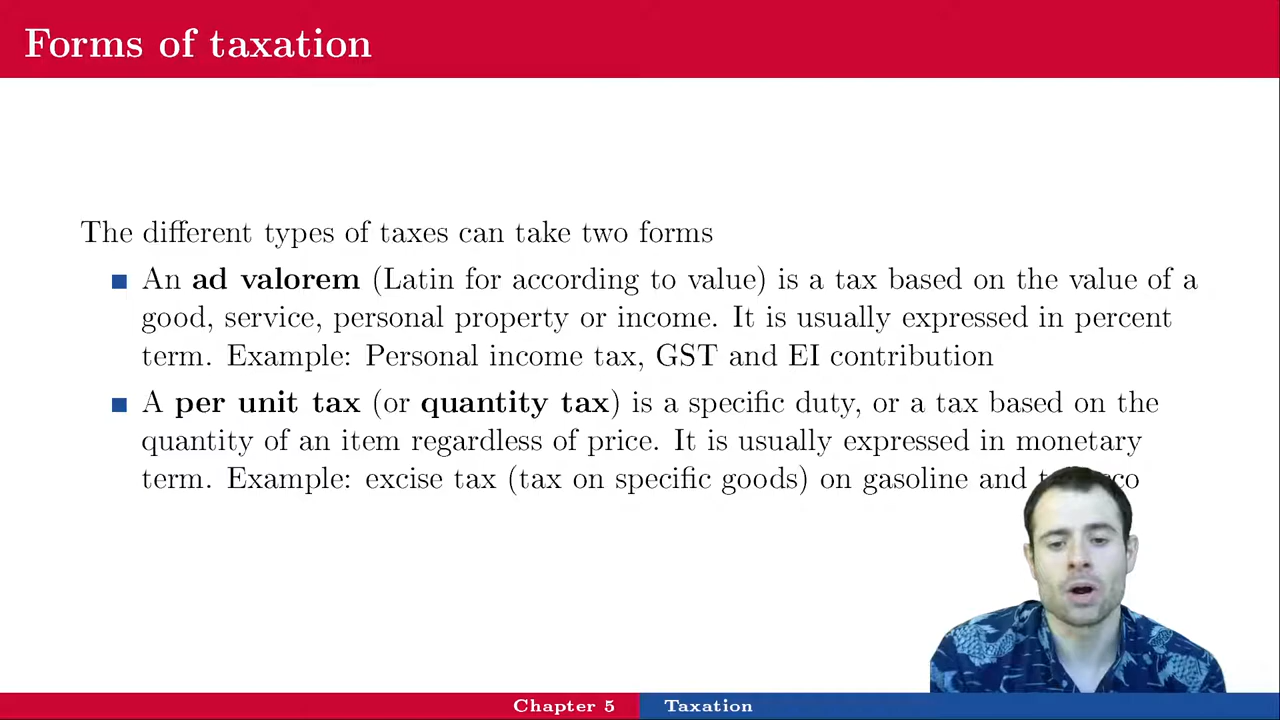 Forms of taxation
The different types of taxes can take two forms
An ad valorem (Latin for according to value) is a tax based on the value of a
good, service, personal property or income. It is usually expressed in percent
term. Example: Personal income tax, GST and EI contribution
A per unit tax (or quantity tax) is a specific duty, or a tax based on the
quantity of an item regardless of price. It is usually expressed in monetary
term. Example: excise tax (tax on specific goods) on gasoline and
Chapter 5
Taxation